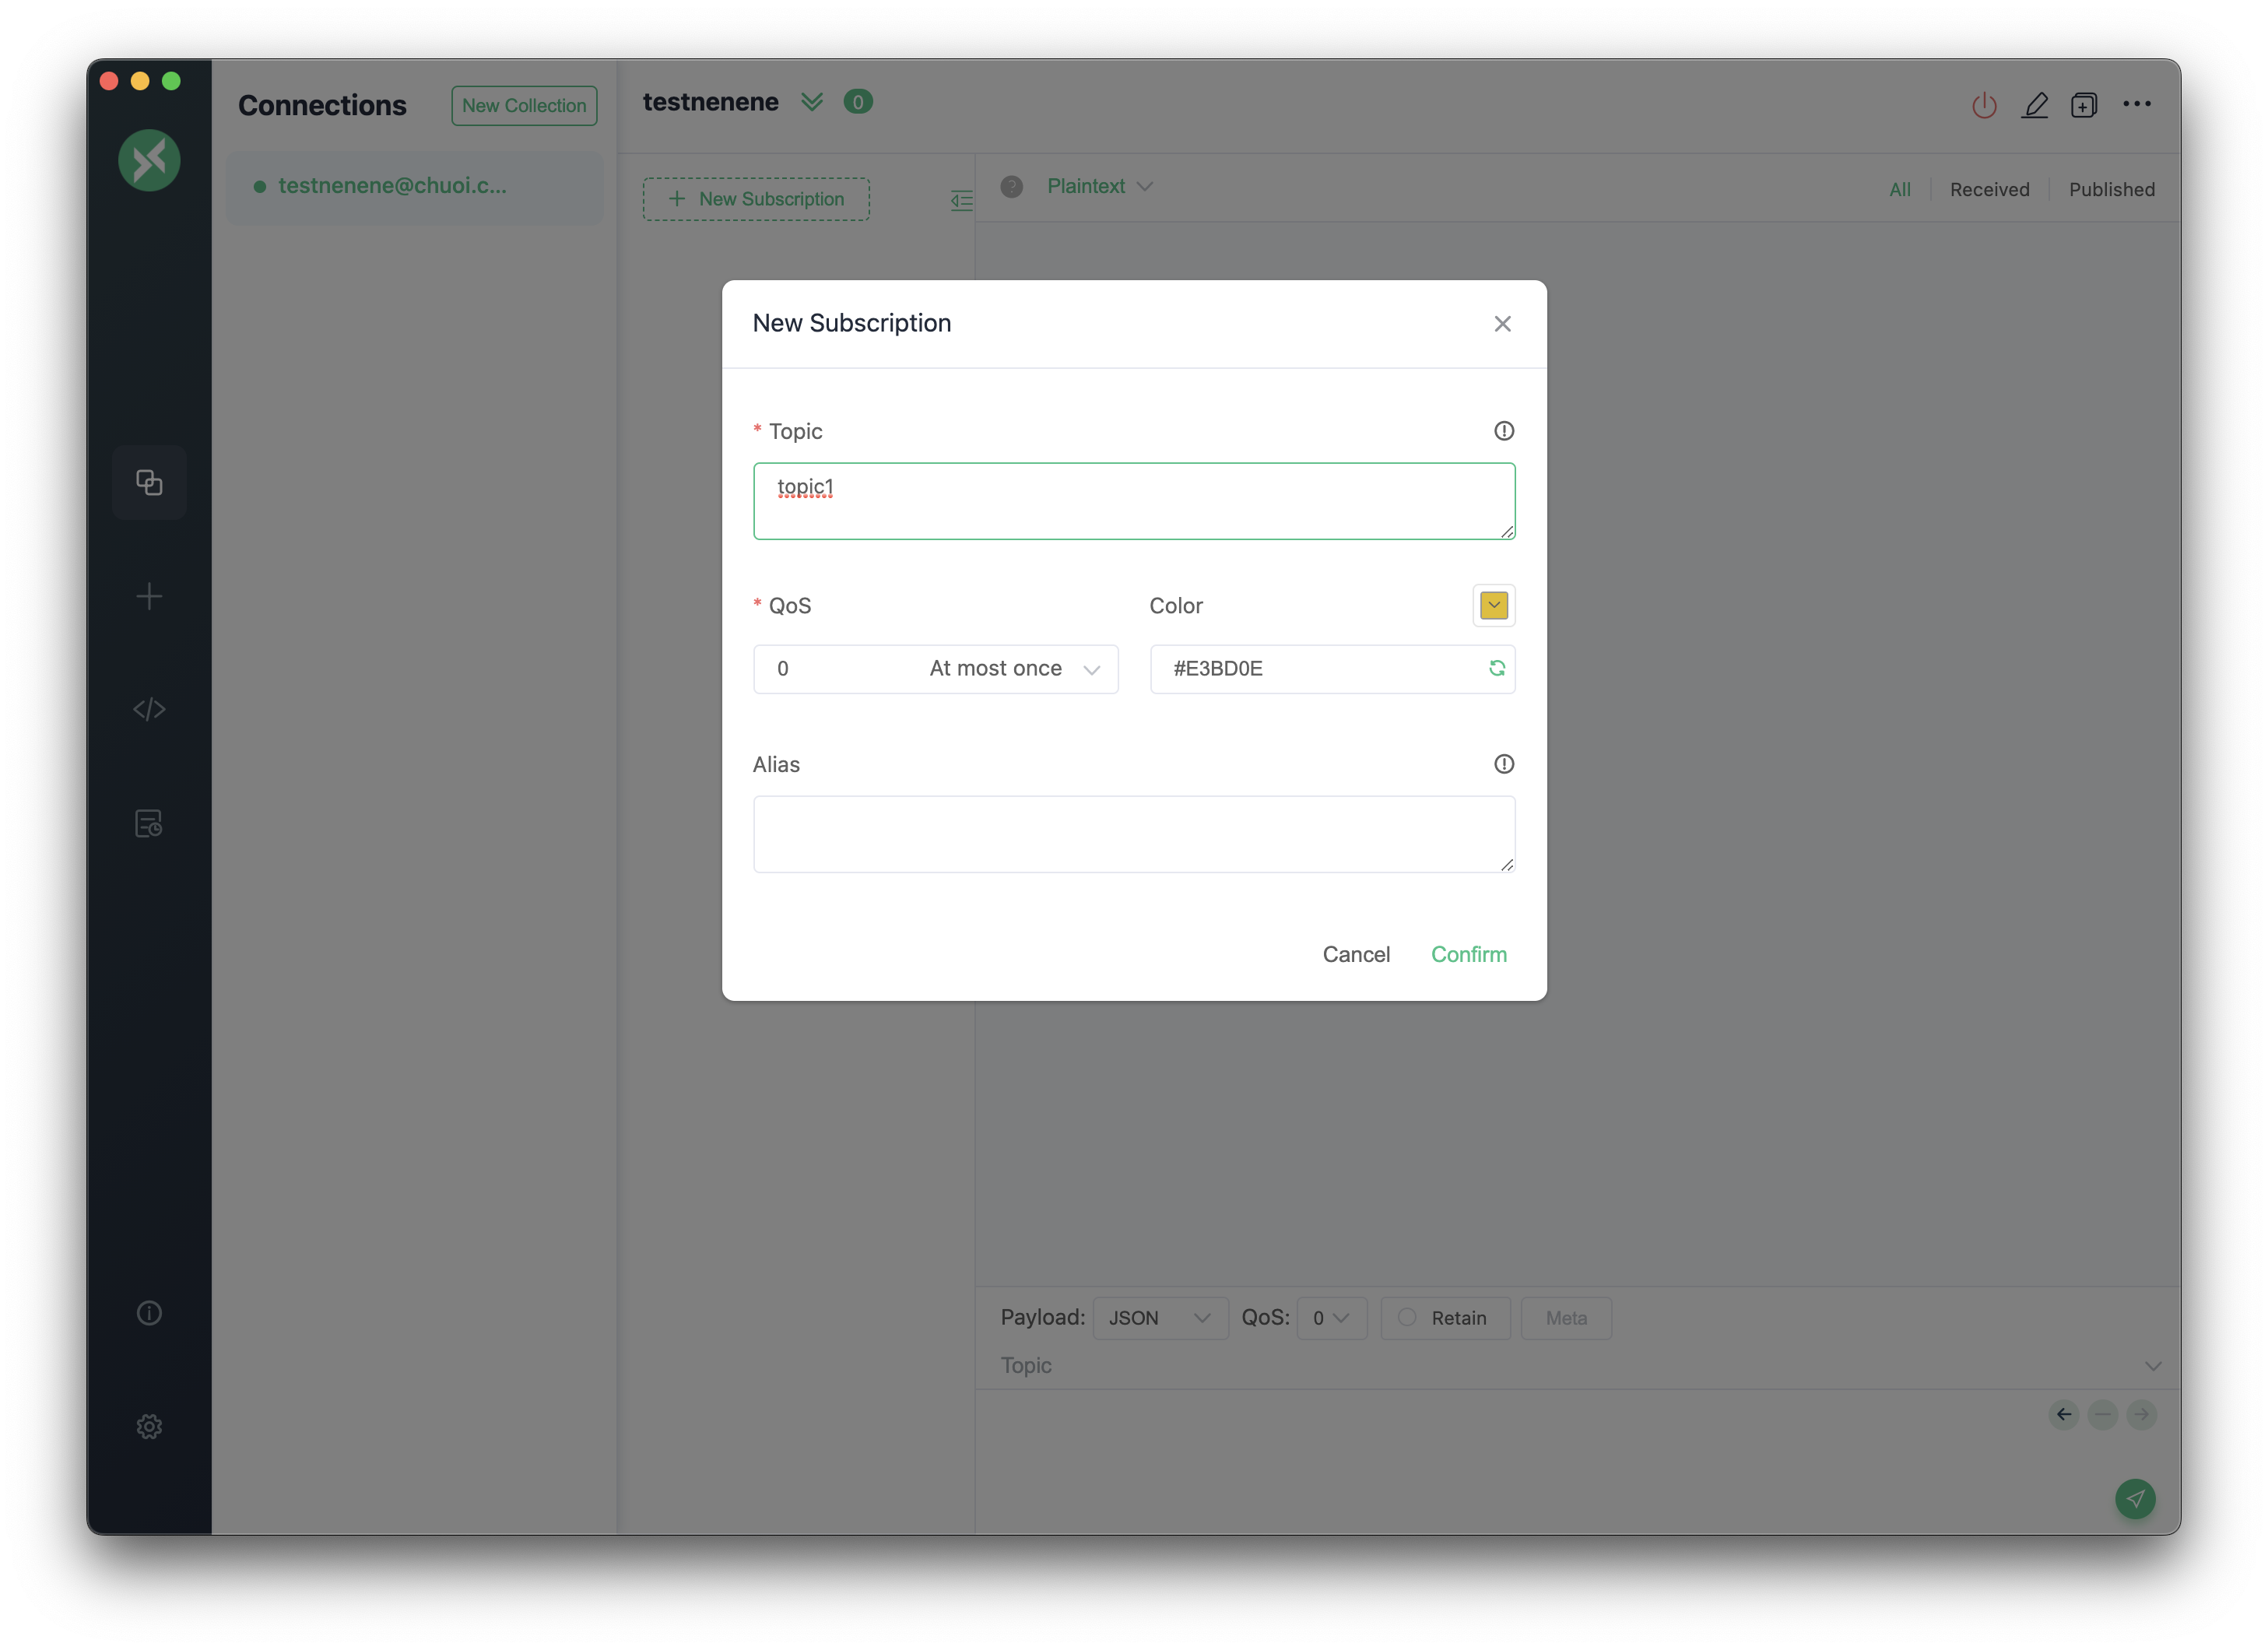 Connections
New Collection
testnenene@chuoi.c...
testnenene
0
+ New Subscription
Plaintext
All
Received
Published
New Subscription
* Topic
topic1
* QoS
0 At most once
Color
#E3BD0E
Alias
Cancel
Confirm
Payload: JSON QoS: 0 Retain Meta
Topic